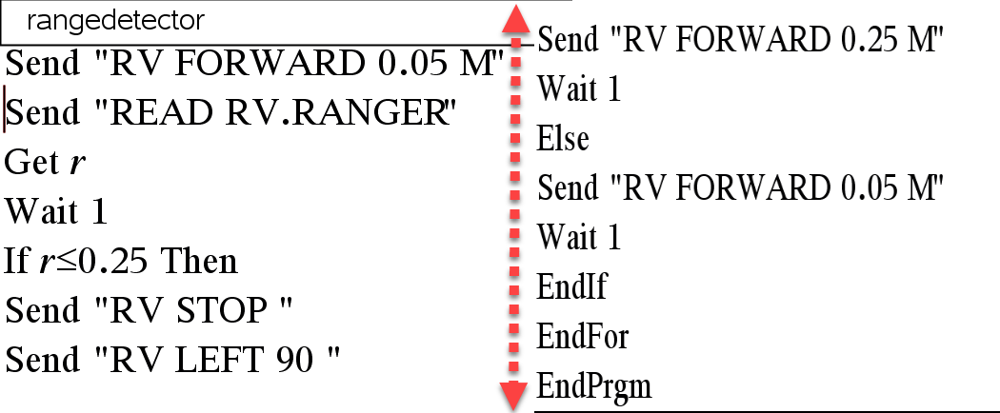 rangedetector
Send "RV FORWARD 0.05 M"
Send "READ RV.RANGER"
Get r
Wait 1
If r≤0.25 Then
Send "RV STOP "
Send "RV LEFT 90 "
Send "RV FORWARD 0.25 M"
Wait 1
Else
Send "RV FORWARD 0.05 M"
Wait 1
EndIf
EndFor
EndPrgm